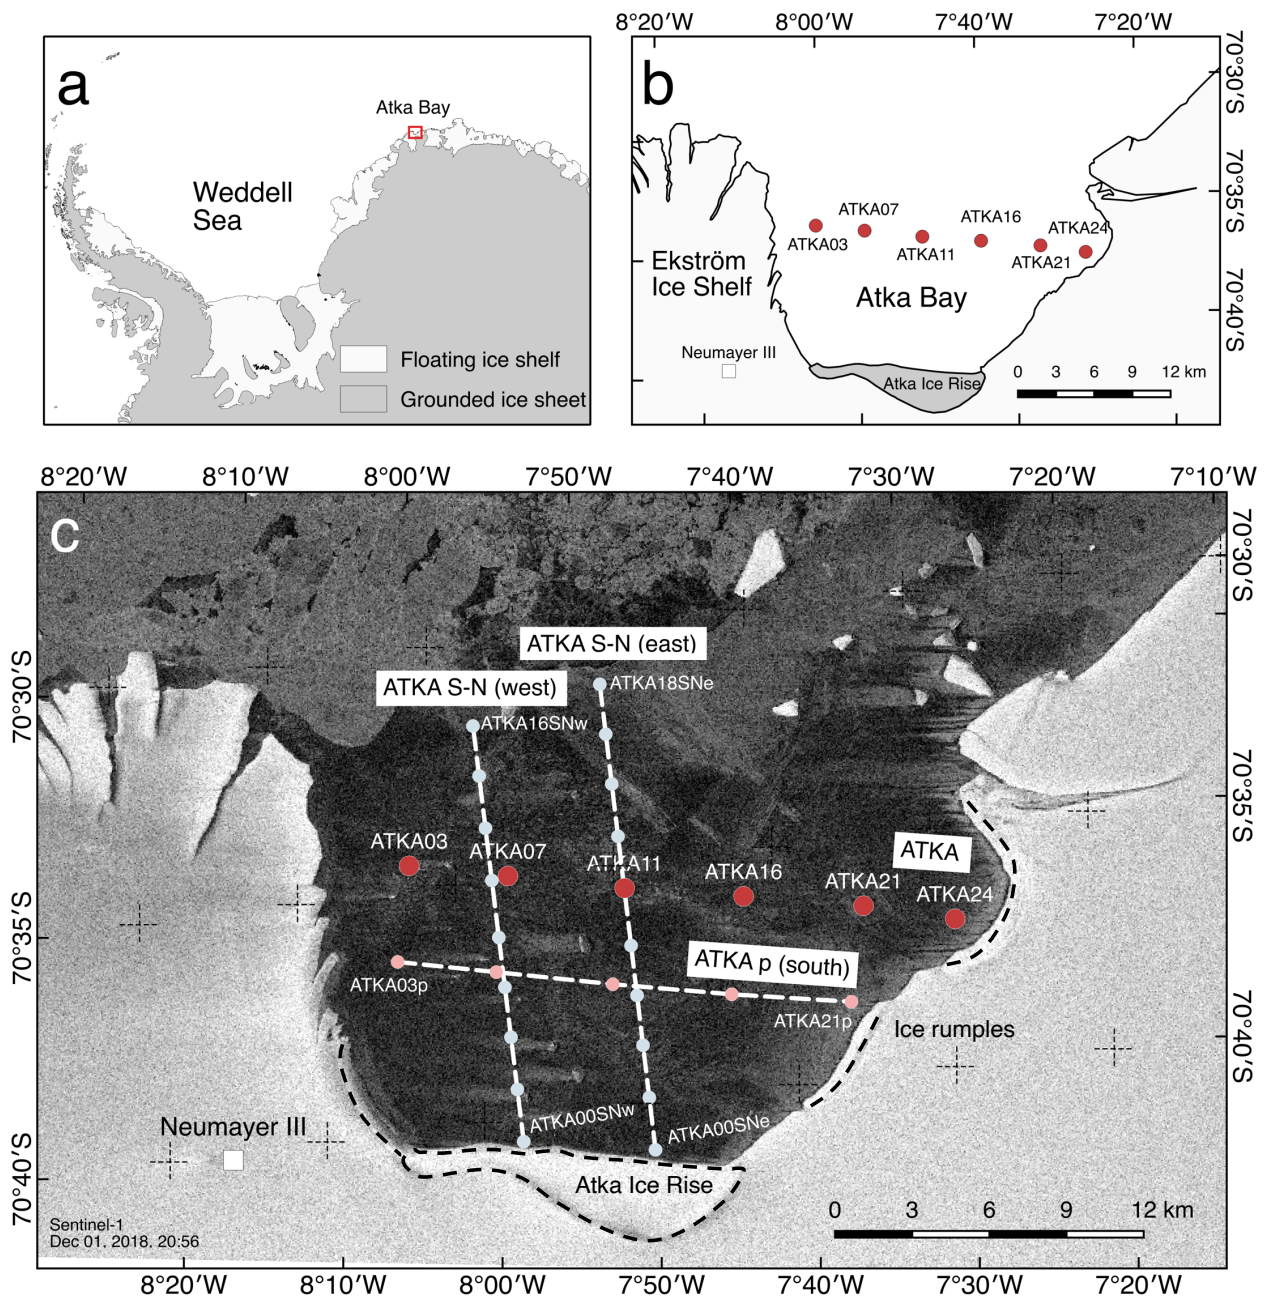 a
Atka Bay
Weddell
Sea
Floating ice shelf
Grounded ice sheet
8°20′W 8°00′W 7°40′W 7°20′W
b
70°30′S
70°35′S
70°40′S
ATKA03
ATKA07
ATKA11
ATKA16
ATKA21
ATKA24
Ekström
Ice Shelf
Atka Bay
Neumayer III
Atka Ice Rise
0 3 6 9 12 km
8°20′W 8°10′W 8°00′W 7°50′W 7°40′W 7°30′W 7°20′W 7°10′W
c
70°30′S
70°35′S
70°40′S
70°30′S
70°35′S
70°40′S
ATKA S-N (east)
ATKA S-N (west)
ATKA18SNe
ATKA16SNw
ATKA03
ATKA07
ATKA11
ATKA16
ATKA21
ATKA
ATKA24
ATKA p (south)
ATKA03p
ATKA21p
Ice rumples
ATKA00SNw
ATKA00SNe
Neumayer III
Atka Ice Rise
Sentinel-1
Dec 01, 2018, 20:56
0 3 6 9 12 km
8°20′W 8°10′W 8°00′W 7°50′W 7°40′W 7°30′W 7°20′W